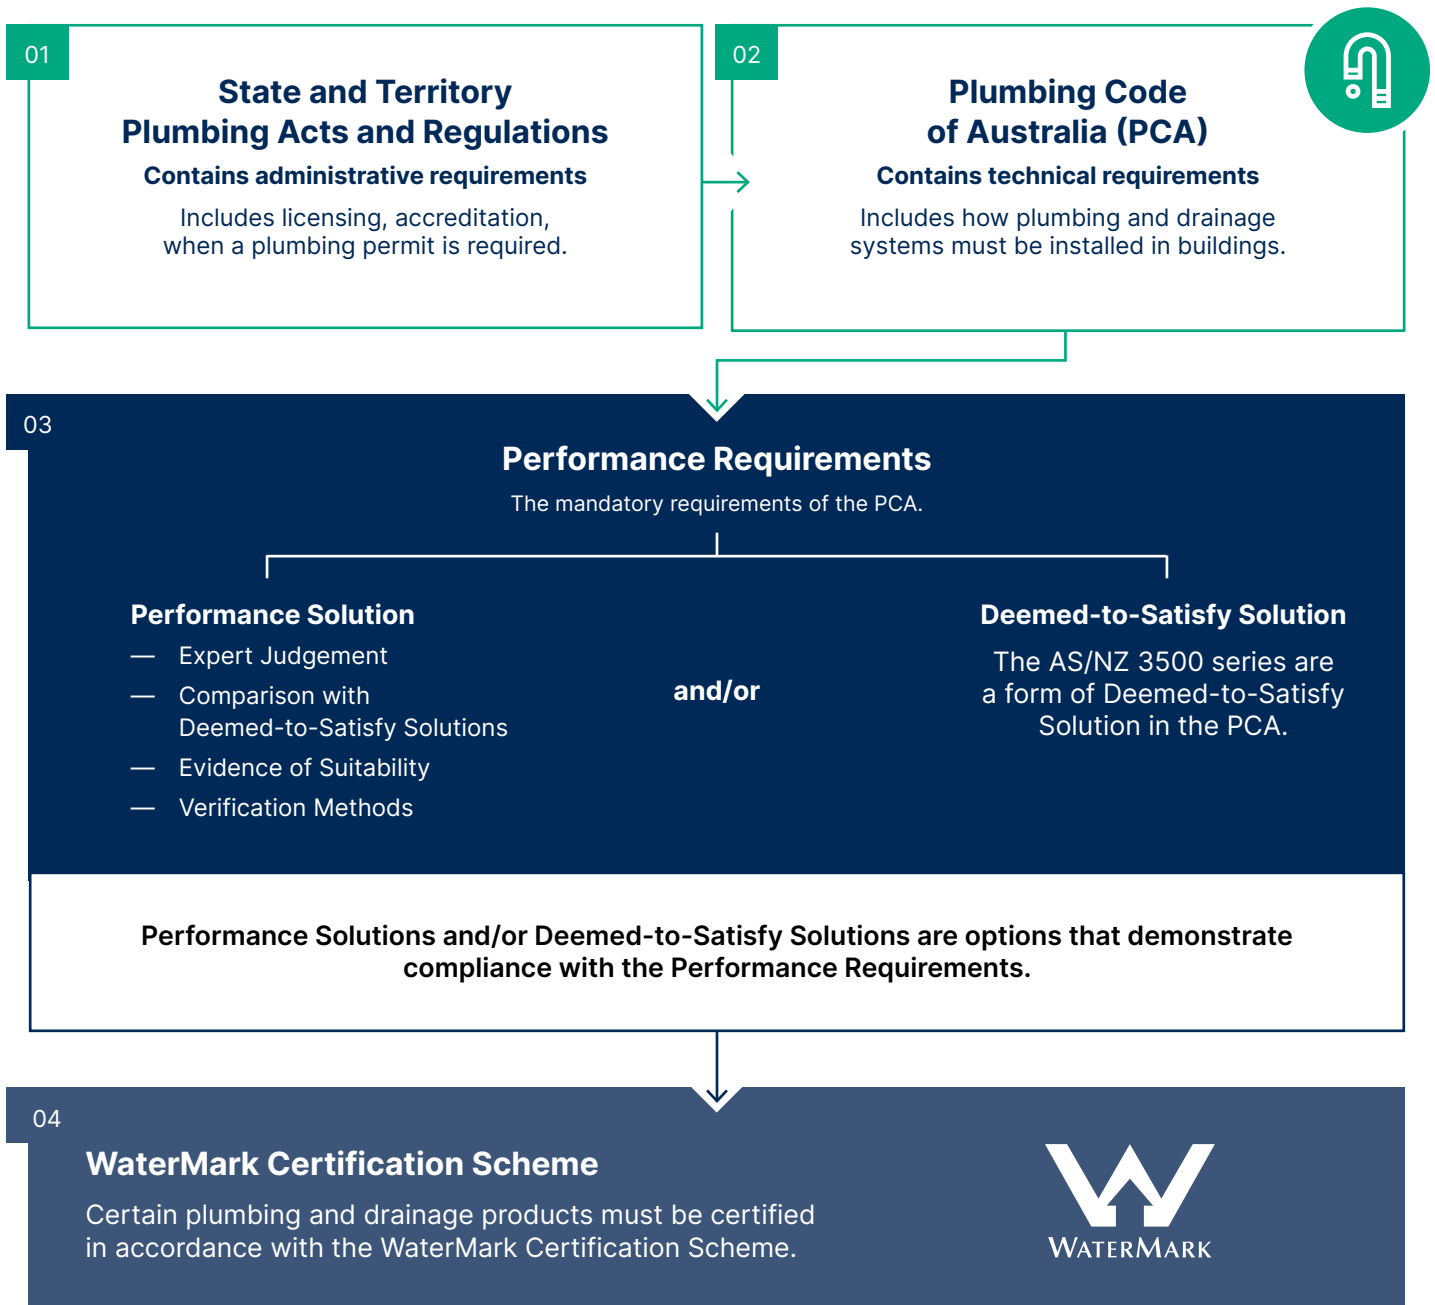 01
State and Territory
Plumbing Acts and Regulations
Contains administrative requirements
Includes licensing, accreditation,
when a plumbing permit is required.
02
Plumbing Code
of Australia (PCA)
Contains technical requirements
Includes how plumbing and drainage
systems must be installed in buildings.
03
Performance Requirements
The mandatory requirements of the PCA.
Performance Solution
— Expert Judgement
— Comparison with
Deemed-to-Satisfy Solutions
— Evidence of Suitability
— Verification Methods
and/or
Deemed-to-Satisfy Solution
The AS/NZ 3500 series are
a form of Deemed-to-Satisfy
Solution in the PCA.
Performance Solutions and/or Deemed-to-Satisfy Solutions are options that demonstrate
compliance with the Performance Requirements.
04
WaterMark Certification Scheme
Certain plumbing and drainage products must be certified
in accordance with the WaterMark Certification Scheme.
WATERMARK